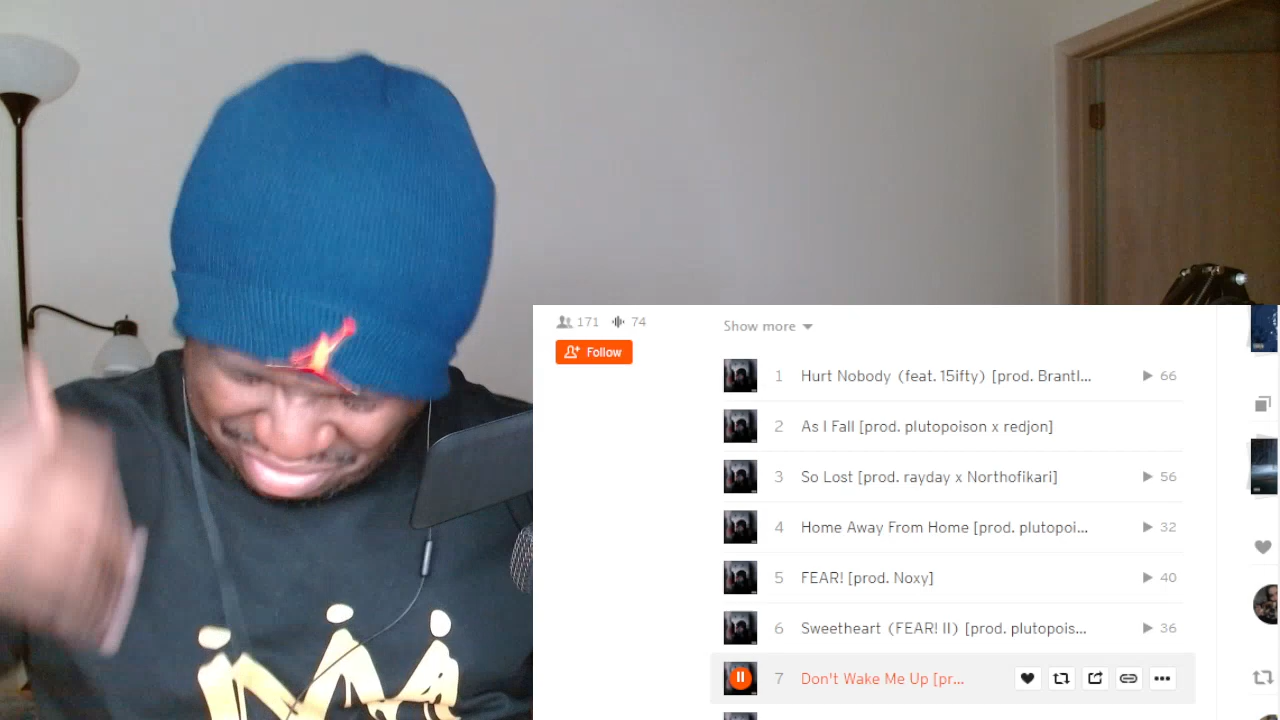 171 74
Follow
Show more
1 Hurt Nobody (feat. 15ifty) [prod. Brantl... 66
2 As I Fall [prod. plutopoison x redjon]
3 So Lost [prod. rayday x Northofikari] 56
4 Home Away From Home [prod. plutopoi... 32
5 FEAR! [prod. Noxy] 40
6 Sweetheart (FEAR! II) [prod. plutopois... 36
7 Don't Wake Me Up [pr...